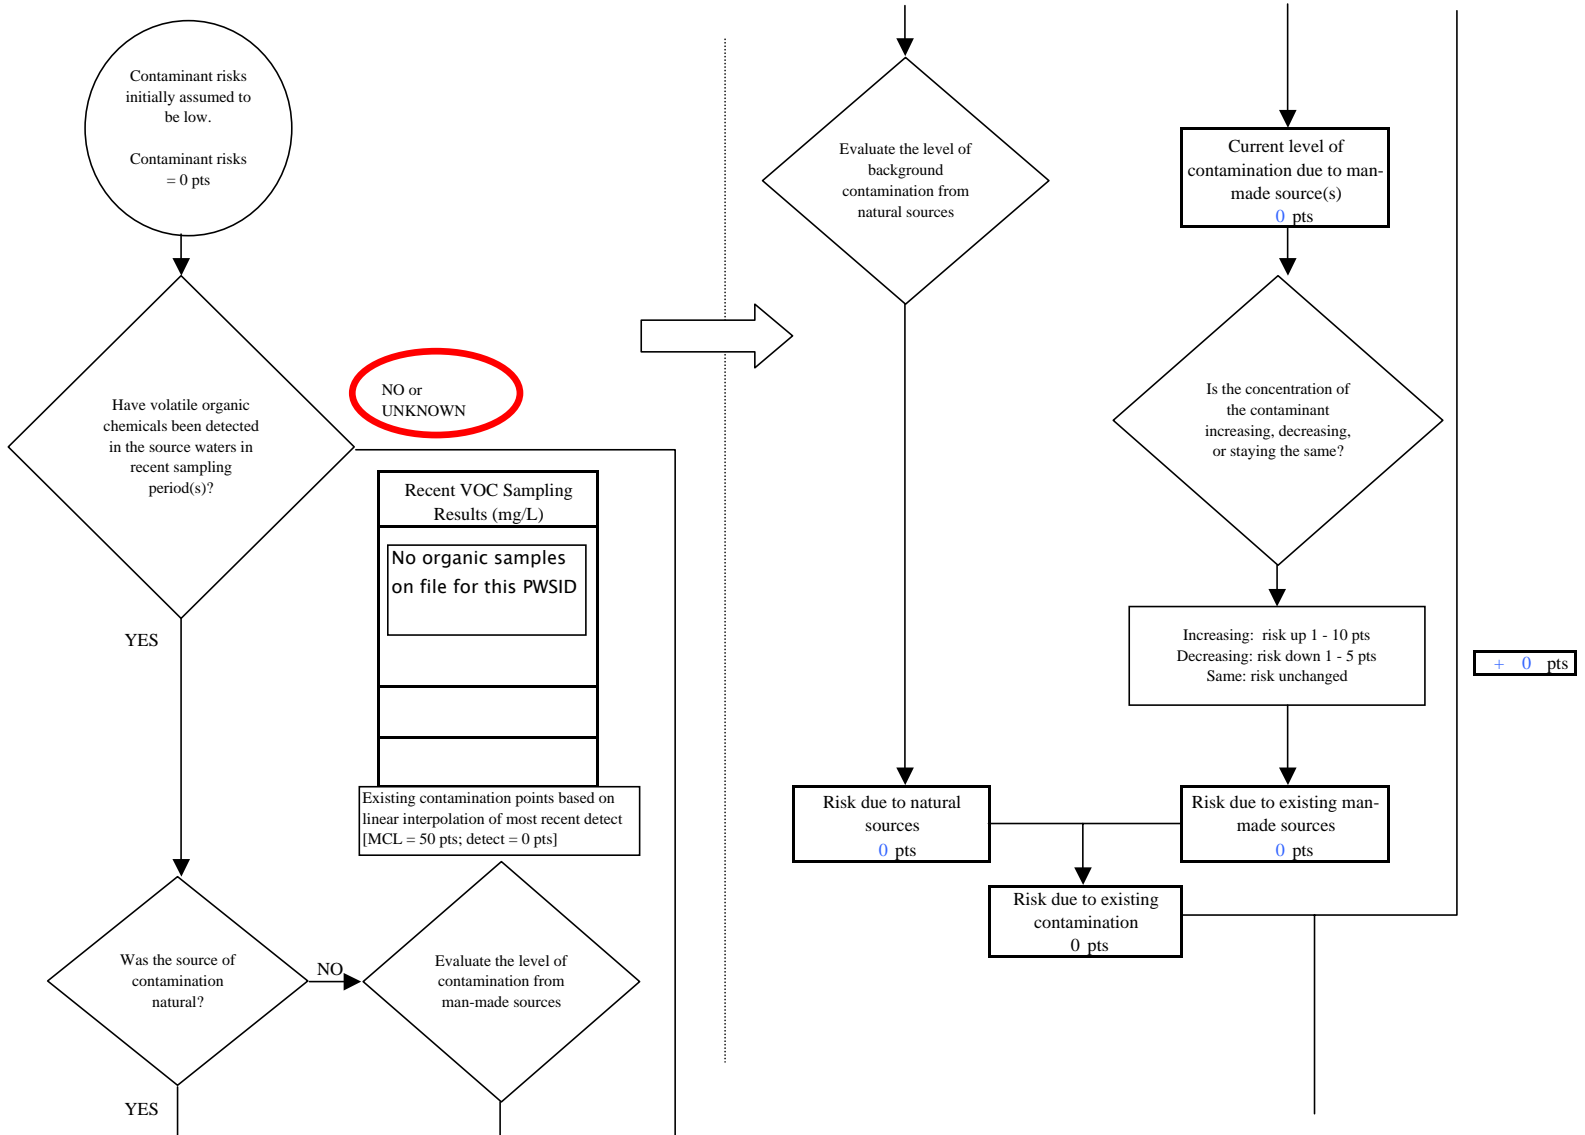 Contaminant risks
initially assumed to
be low.
Contaminant risks
= 0 pts
Have volatile organic
chemicals been detected
in the source waters in
recent sampling
period(s)?
NO or
UNKNOWN
YES
Recent VOC Sampling
Results (mg/L)
No organic samples
on file for this PWSID
Existing contamination points based on
linear interpolation of most recent detect
[MCL = 50 pts; detect = 0 pts]
Was the source of
contamination
natural?
NO
YES
Evaluate the level of
contamination from
man-made sources
Evaluate the level of
background
contamination from
natural sources
Current level of
contamination due to man-
made source(s)
0 pts
Is the concentration of
the contaminant
increasing, decreasing,
or staying the same?
Increasing: risk up 1 - 10 pts
Decreasing: risk down 1 - 5 pts
Same: risk unchanged
+ 0 pts
Risk due to natural
sources
0 pts
Risk due to existing man-
made sources
0 pts
Risk due to existing
contamination
0 pts